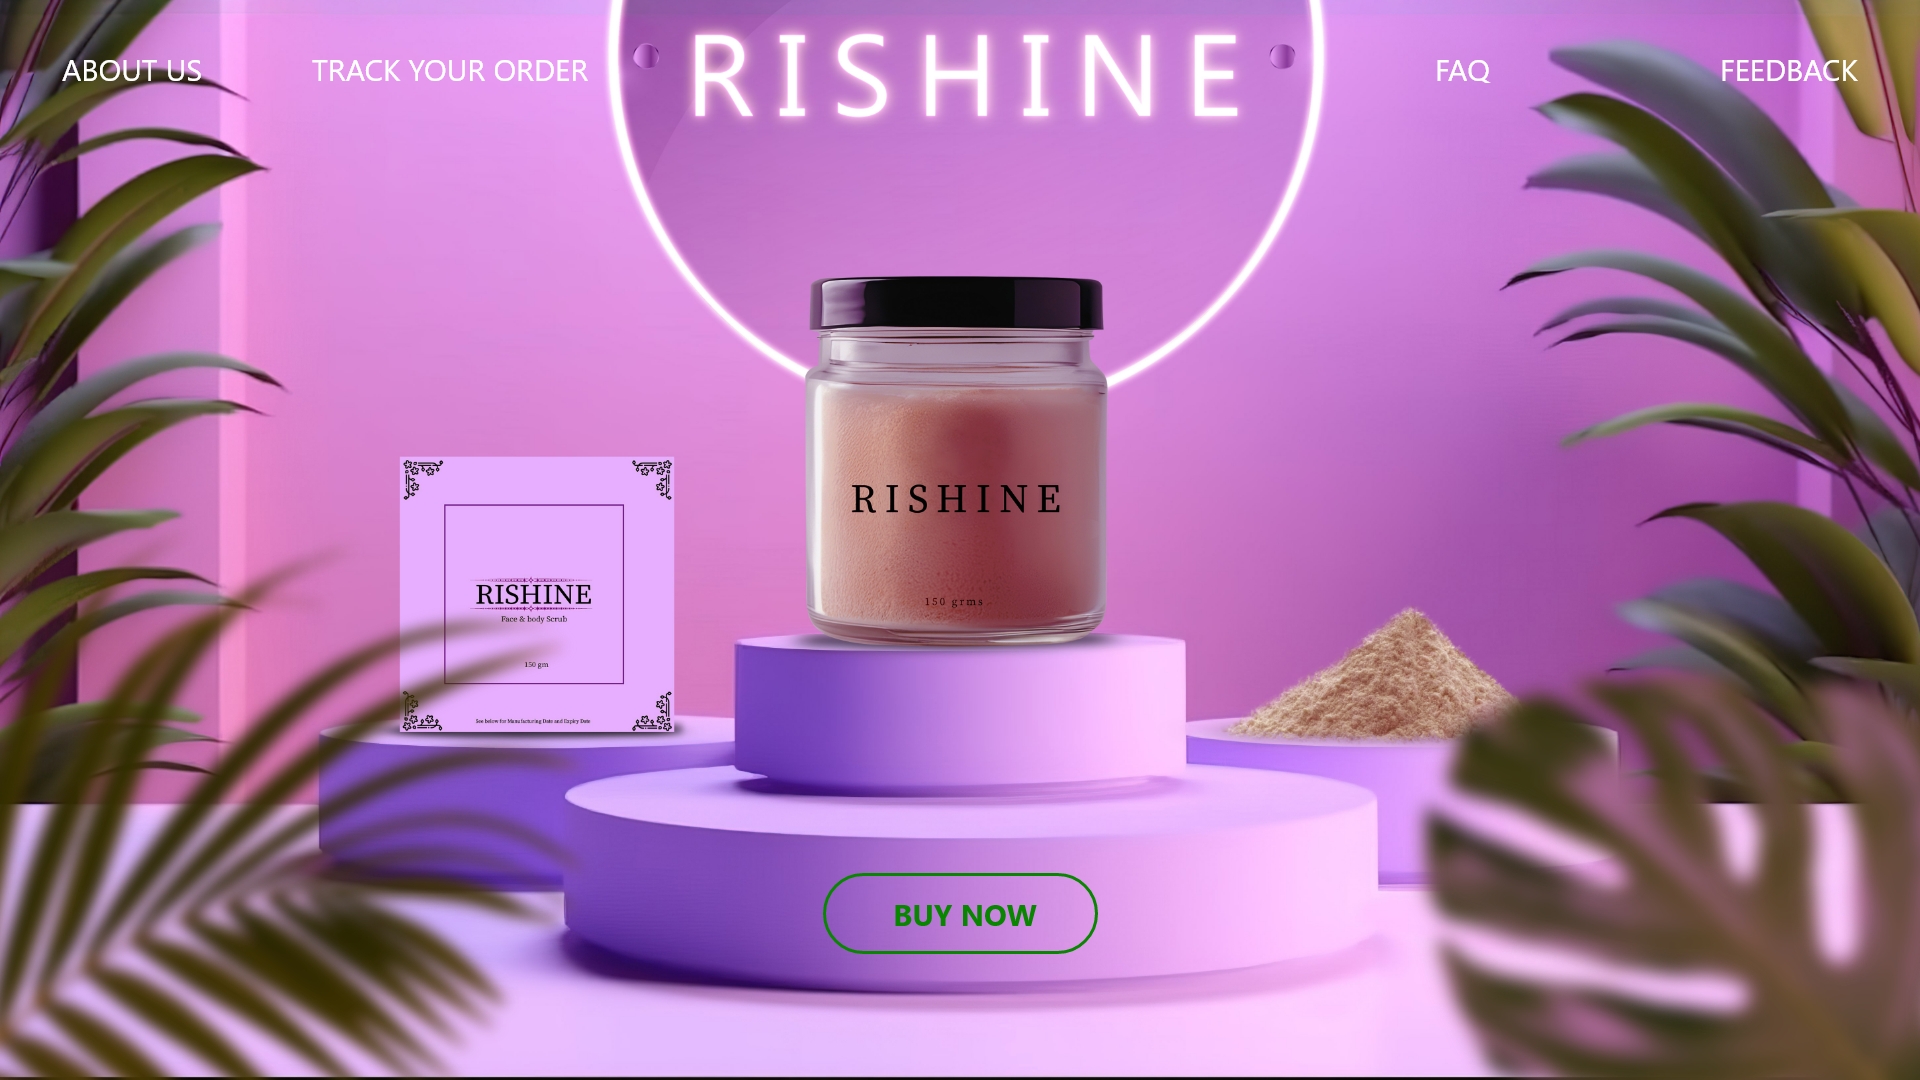 ABOUT US
TRACK YOUR ORDER
RISHINE
FAQ
FEEDBACK
RISHINE
150 grms
RISHINE
Face & body Scrub
150 gm
See below for Manufacturing Date and Expiry Date
BUY NOW